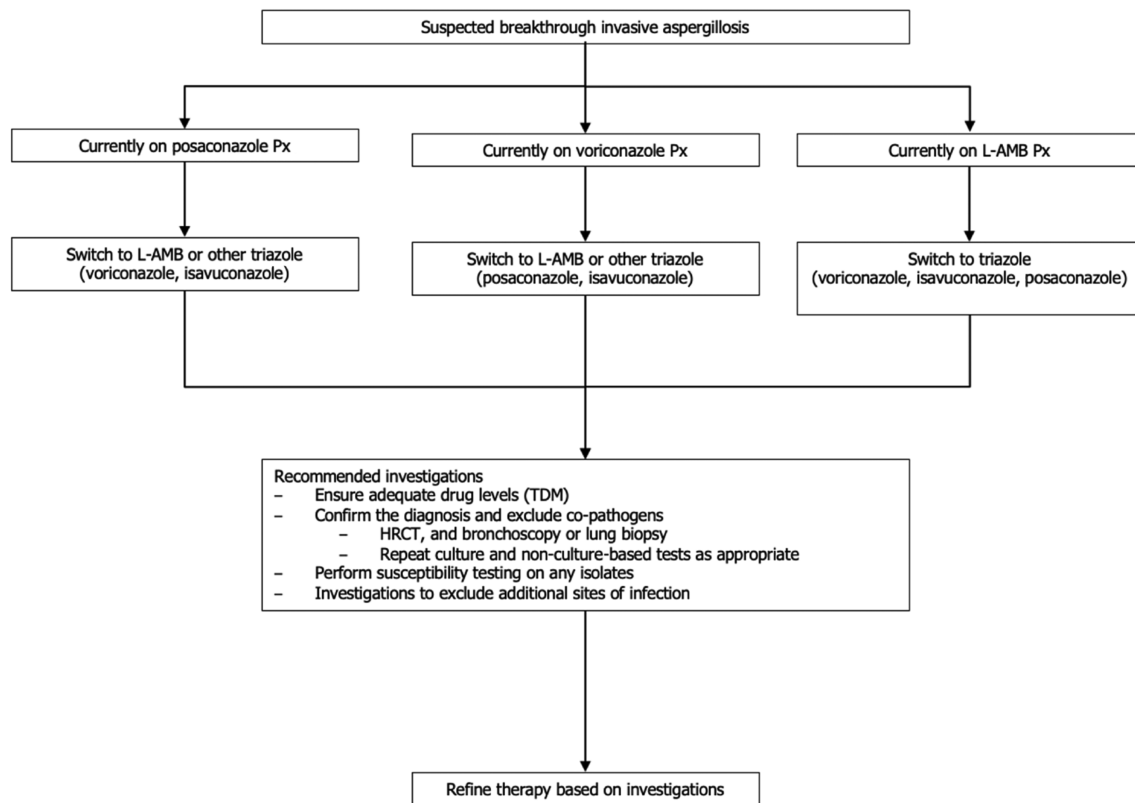 Suspected breakthrough invasive aspergillosis
Currently on posaconazole Px
Currently on voriconazole Px
Currently on L-AMB Px
Switch to L-AMB or other triazole
(voriconazole, isavuconazole)
Switch to L-AMB or other triazole
(posaconazole, isavuconazole)
Switch to triazole
(voriconazole, isavuconazole, posaconazole)
Recommended investigations
– Ensure adequate drug levels (TDM)
– Confirm the diagnosis and exclude co-pathogens
– HRCT, and bronchoscopy or lung biopsy
– Repeat culture and non-culture-based tests as appropriate
– Perform susceptibility testing on any isolates
– Investigations to exclude additional sites of infection
Refine therapy based on investigations